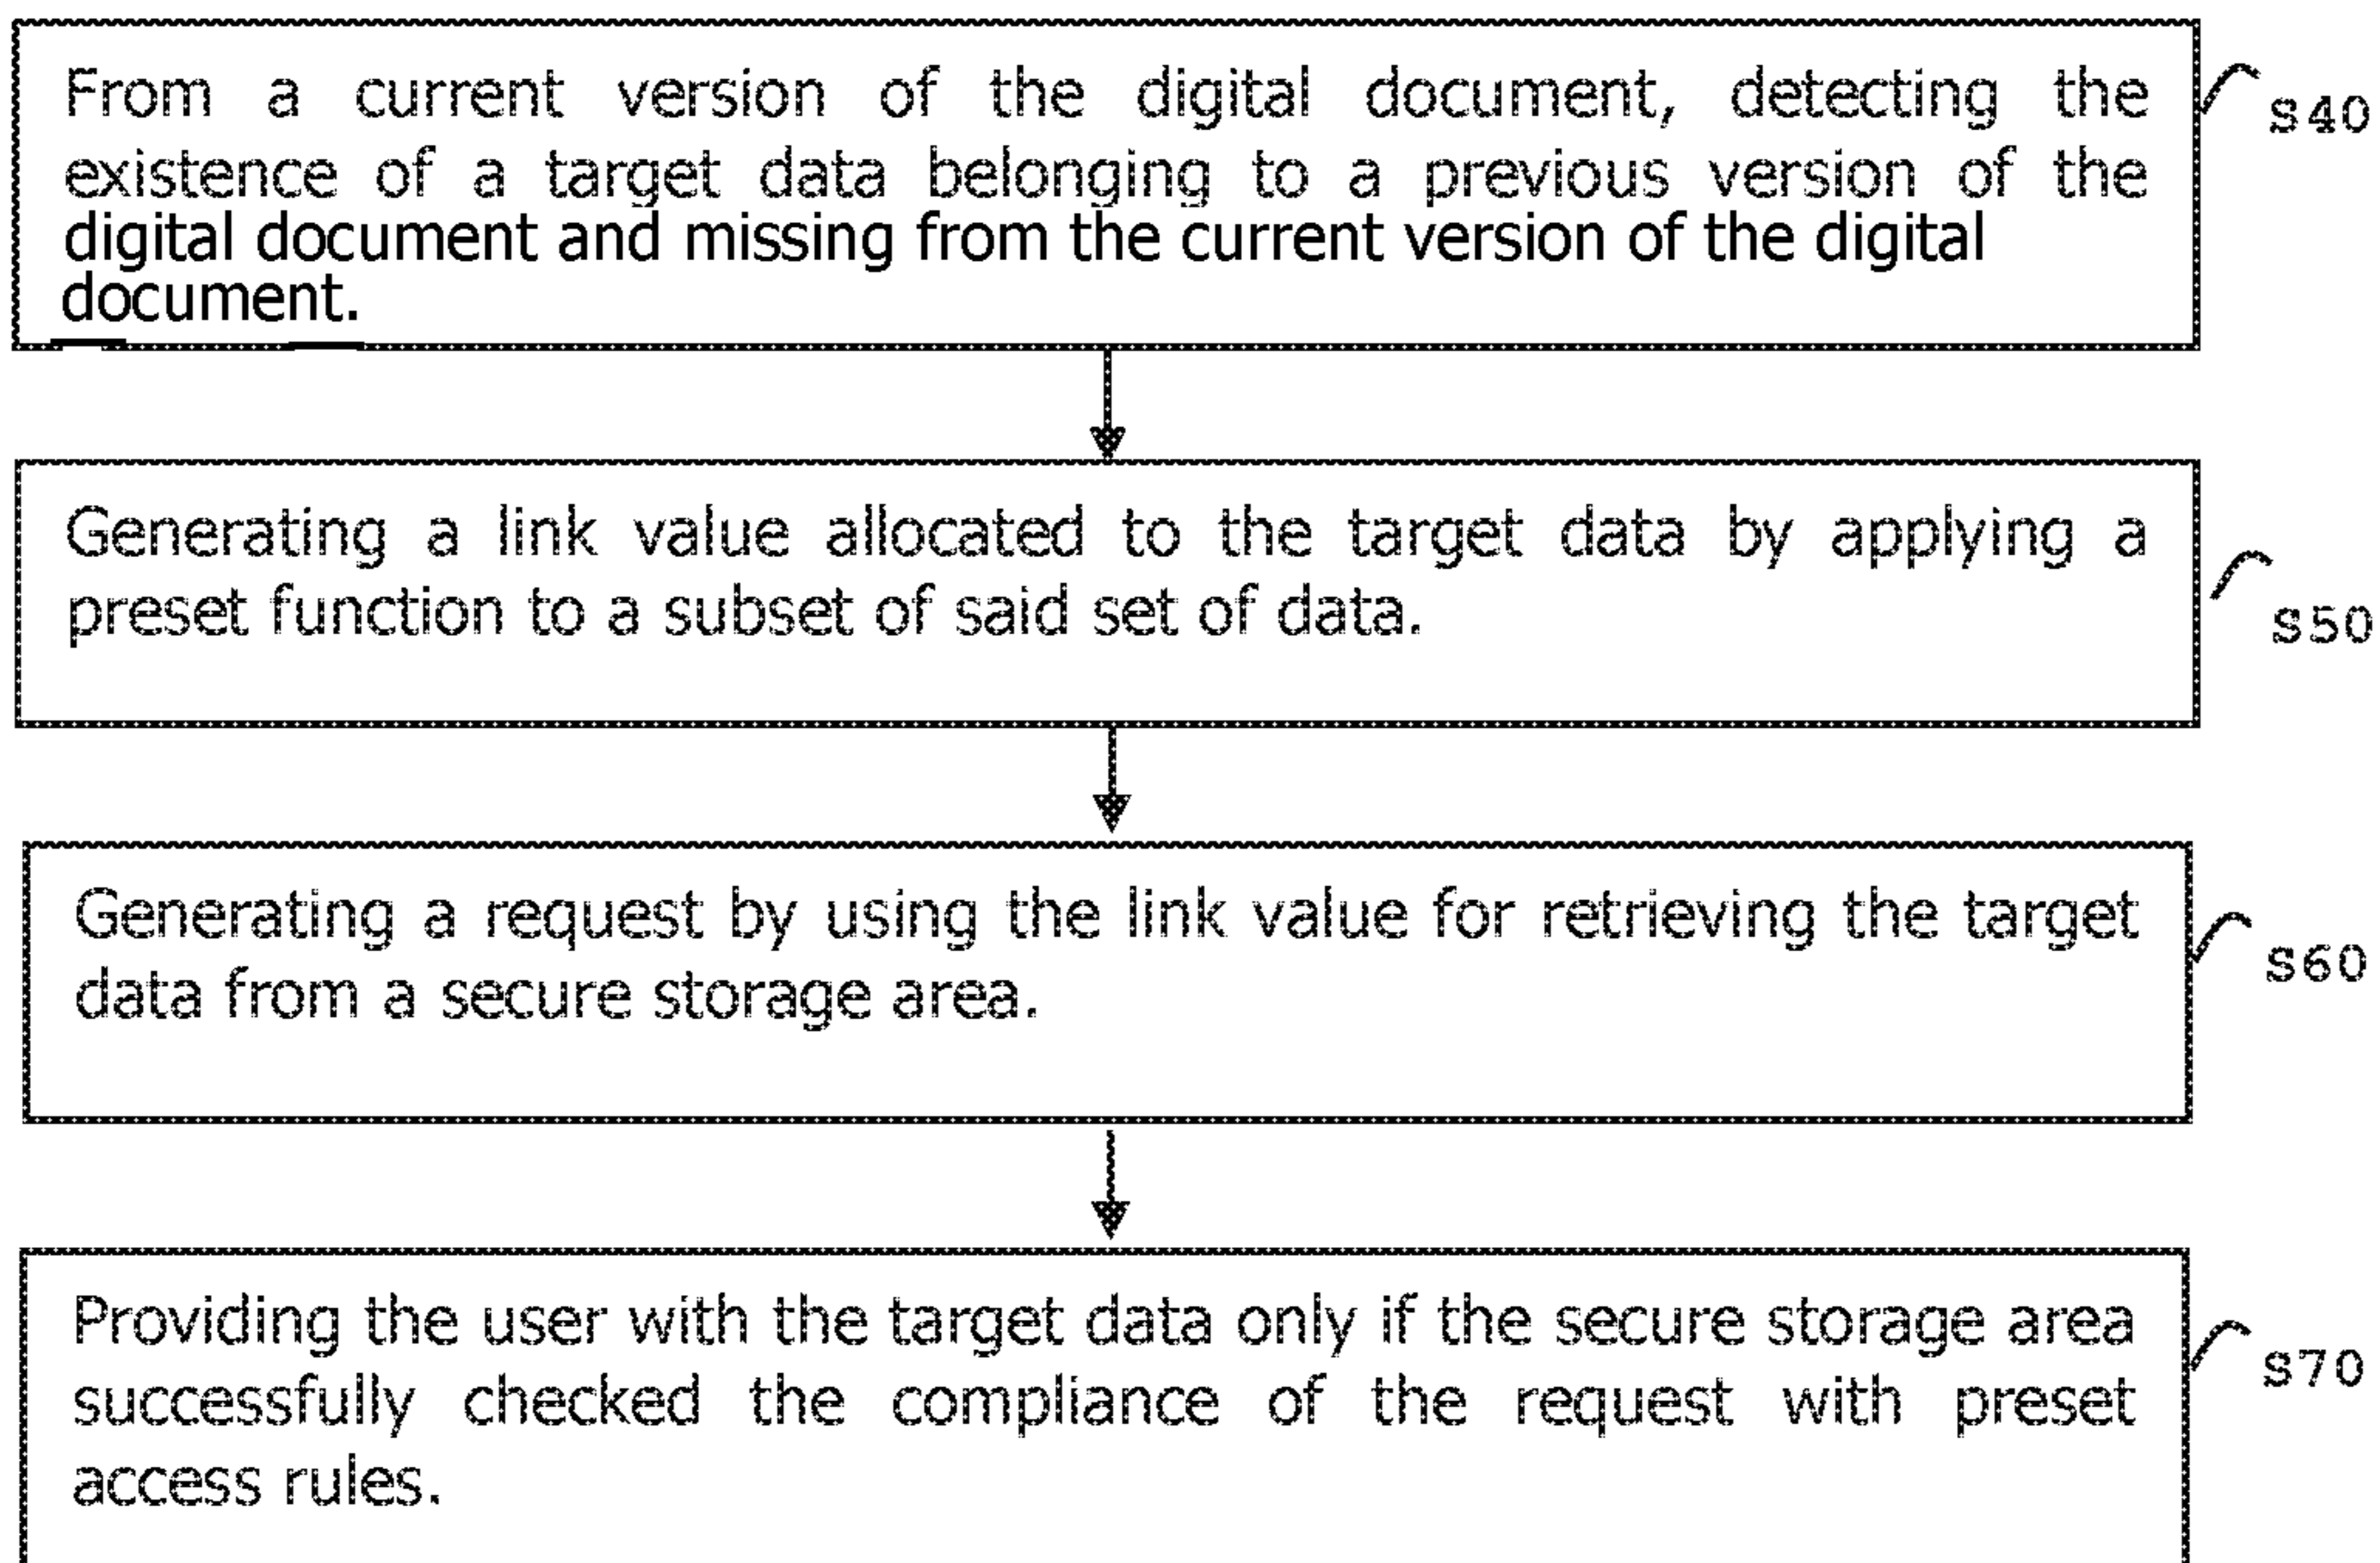 From a current version of the digital document, detecting the
existence of a target data belonging to a previous version of the
digital document and missing from the current version of the digital
document.
S40
Generating a link value allocated to the target data by applying a
preset function to a subset of said set of data.
S50
Generating a request by using the link value for retrieving the target
data from a secure storage area.
S60
Providing the user with the target data only if the secure storage area
successfully checked the compliance of the request with preset
access rules.
S70